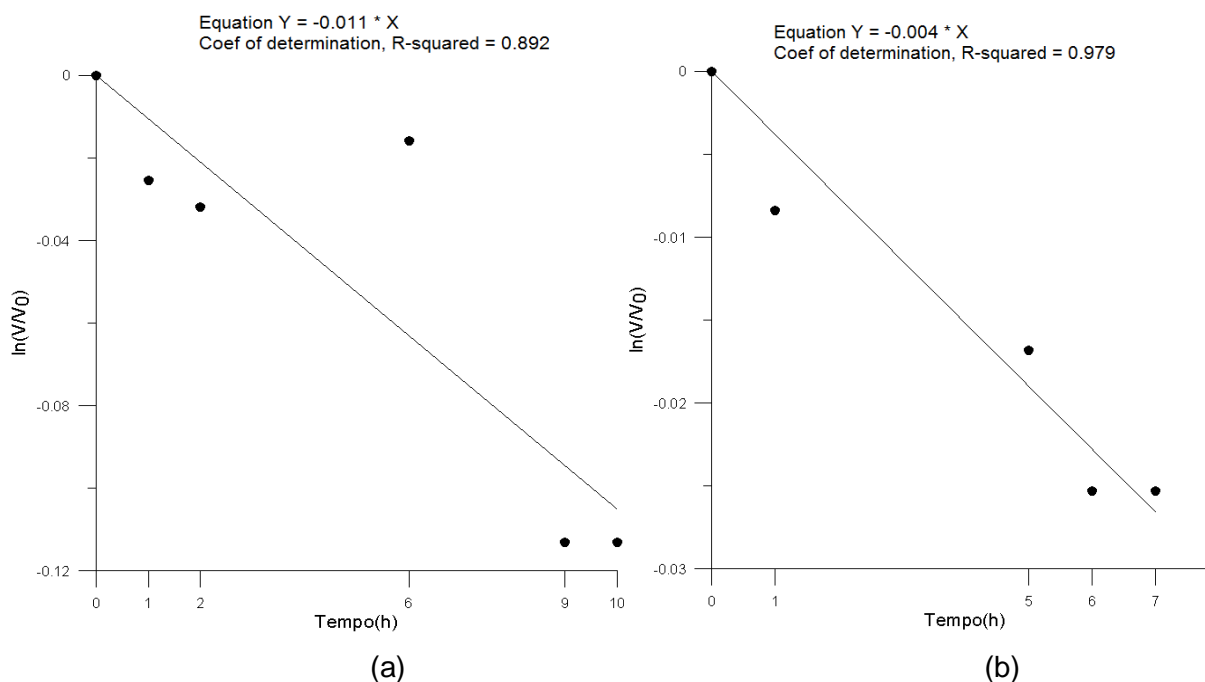 Equation Y = -0.011 * X
Coef of determination, R-squared = 0.892
0
-0.04
-0.08
-0.12
ln(V/V0)
0 1 2 6 9 10
Tempo(h)
(a)
Equation Y = -0.004 * X
Coef of determination, R-squared = 0.979
0
-0.01
-0.02
-0.03
ln(V/V0)
0 1 5 6 7
Tempo(h)
(b)